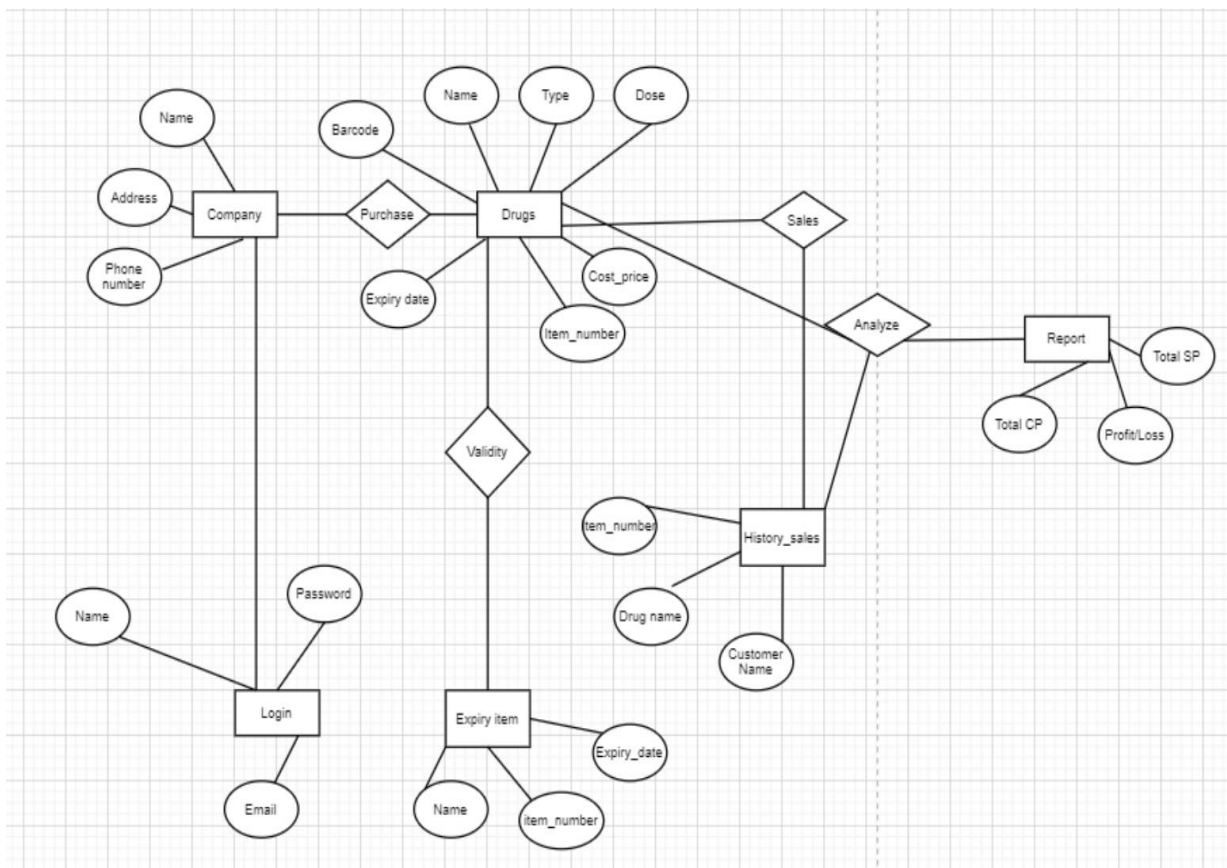 Name
Type
Dose
Name
Barcode
Address
Company
Purchase
Drugs
Sales
Phone
number
Expiry date
Cost_price
Item_number
Analyze
Report
Total SP
Total CP
Profit/Loss
Validity
tem_number
History_sales
Name
Password
Drug name
Customer
Name
Login
Expiry item
Expiry_date
Email
Name
item_number